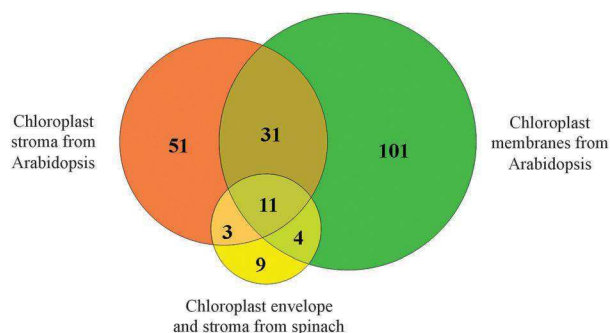 Chloroplast
stroma from
Arabidopsis
51
31
101
Chloroplast
membranes from
Arabidopsis
11
3
4
9
Chloroplast envelope
and stroma from spinach